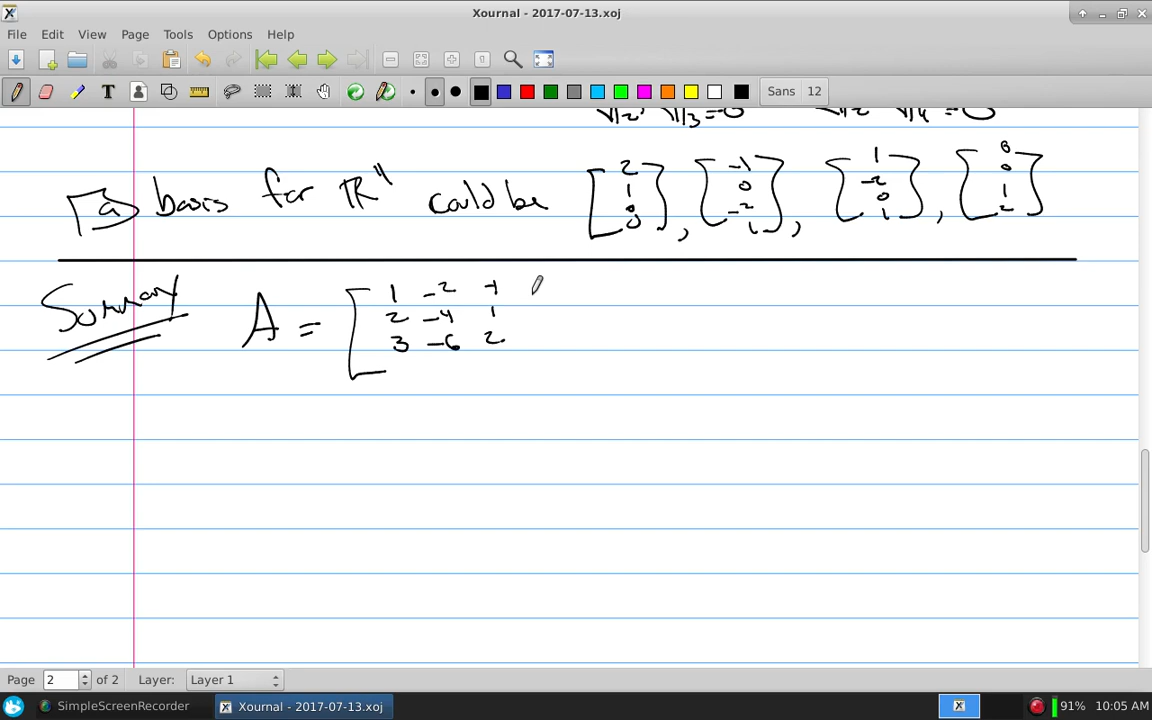 Xournal - 2017-07-13.xoj
File Edit View Page Tools Options Help
Sans 12
a basis for ℝ⁴ could be [2 1 0 0], [-1 0 -2 1], [1 -2 0 1], [0 0 1 2]
Summary A = [1 -2 -1
2 -4 1
3 -6 2
Page 2 of 2 Layer: Layer 1
SimpleScreenRecorder Xournal - 2017-07-13.xoj 91% 10:05 AM